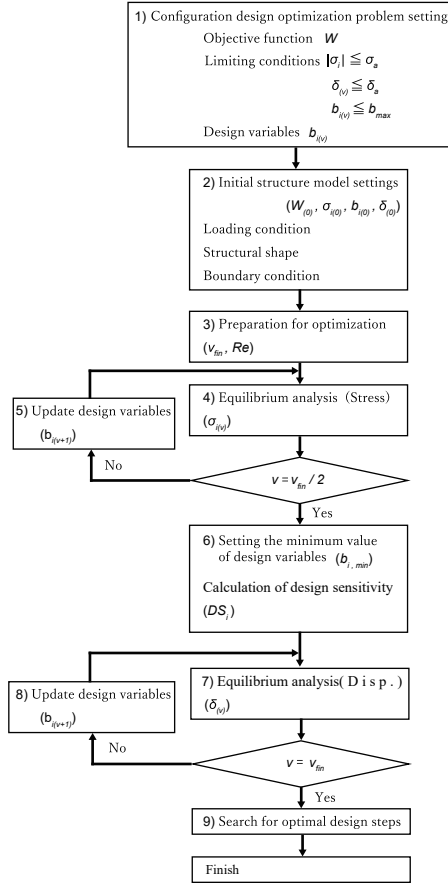 1) Configuration design optimization problem setting
Objective function W
Limiting conditions |σi| ≦ σa
δ(v) ≦ δa
bi(v) ≦ bmax
Design variables bi(v)
2) Initial structure model settings
(W(0), σi(0), bi(0), δ(0))
Loading condition
Structural shape
Boundary condition
3) Preparation for optimization
(vfin, Re)
4) Equilibrium analysis（Stress）
(σi(v))
5) Update design variables
(bi(v+1))
No
v = vfin / 2
Yes
6) Setting the minimum value
of design variables (bi, min)
Calculation of design sensitivity
(DSi)
7) Equilibrium analysis( D i s p . )
(δ(v))
8) Update design variables
(bi(v+1))
No
v = vfin
Yes
9) Search for optimal design steps
Finish